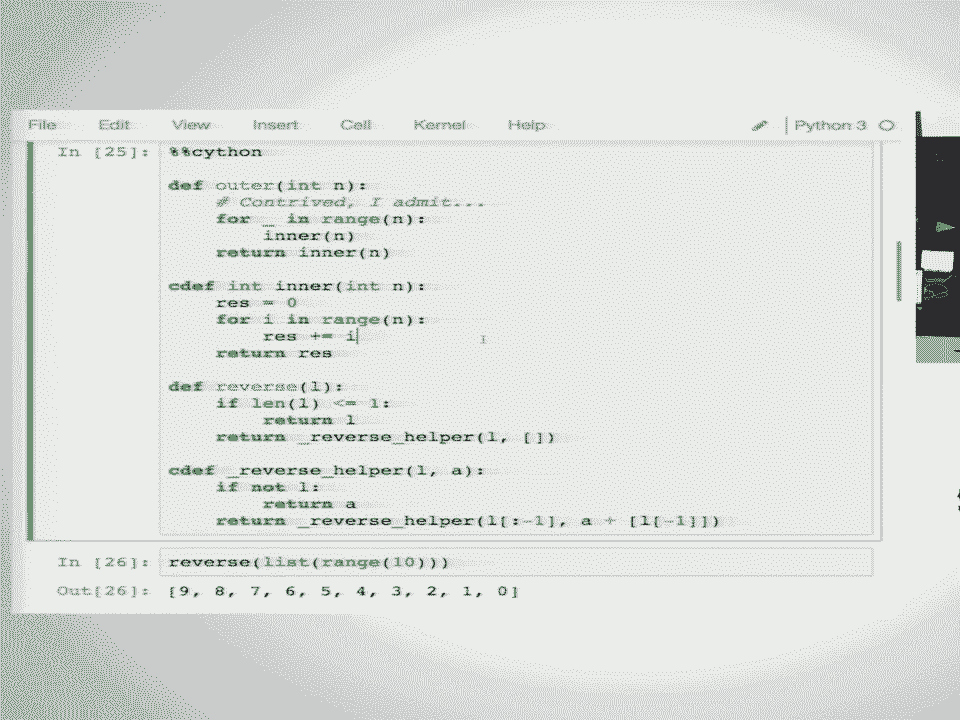 File Edit View Insert Cell Kernel Help Python 3
In [25]: %%cython
def outer(int n):
# Contrived, I admit...
for _ in range(n):
inner(n)
return inner(n)
cdef int inner(int n):
res = 0
for i in range(n):
res += i
return res
def reverse(l):
if len(l) <= 1:
return l
return _reverse_helper(l, [])
cdef _reverse_helper(l, a):
if not l:
return a
return _reverse_helper(l[:-1], a + [l[-1]])
In [26]: reverse(list(range(10)))
Out[26]: [9, 8, 7, 6, 5, 4, 3, 2, 1, 0]